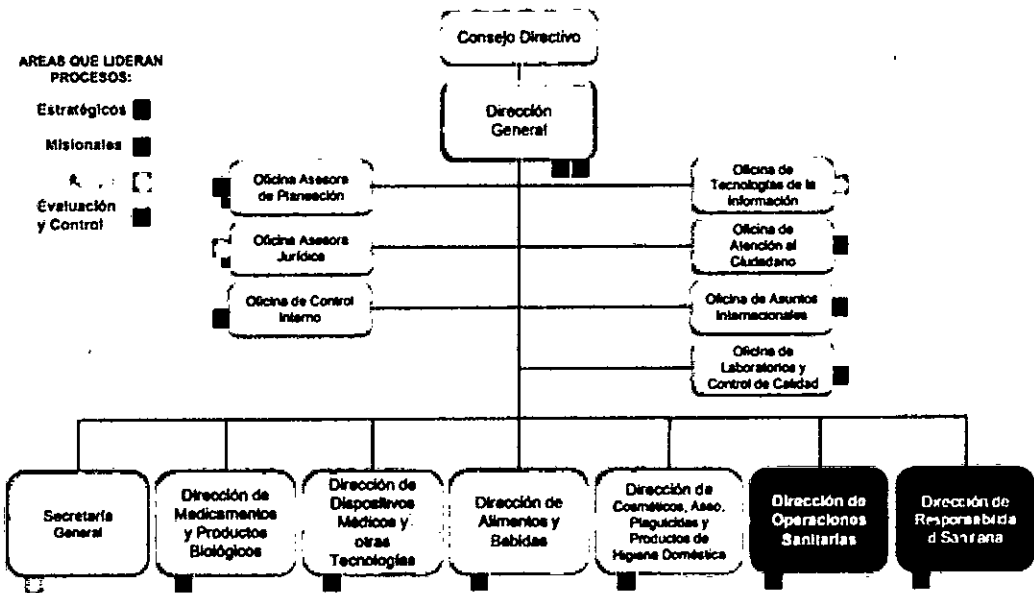 Consejo Directivo
AREAS QUE LIDERAN
PROCESOS:
Estratégicos
Misionales
Evaluación
y Control
Dirección
General
Oficina Asesora
de Planeación
Oficina de
Tecnologías de la
Información
Oficina Asesora
Jurídica
Oficina de
Atención al
Ciudadano
Oficina de Control
Interno
Oficina de Asuntos
Internacionales
Oficina de
Laboratorios y
Control de Calidad
Secretaría
General
Dirección de
Medicamentos
y Productos
Biológicos
Dirección de
Dispositivos
Médicos y
otras
Tecnologías
Dirección de
Alimentos y
Bebidas
Dirección de
Cosméticos, Aseo,
Plaguicidas y
Productos de
Higiene Doméstica
Dirección de
Operaciones
Sanitarias
Dirección de
Responsabilida
d Sanitaria